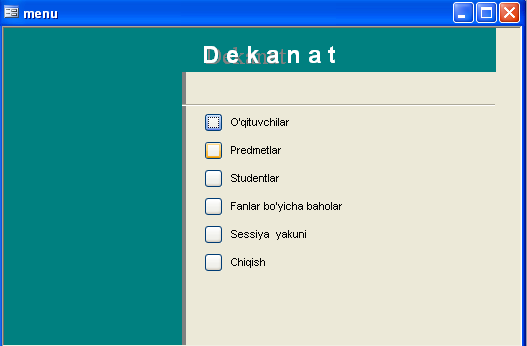 menu
Dekanat
O'qituvchilar
Predmetlar
Studentlar
Fanlar bo'yicha baholar
Sessiya yakuni
Chiqish